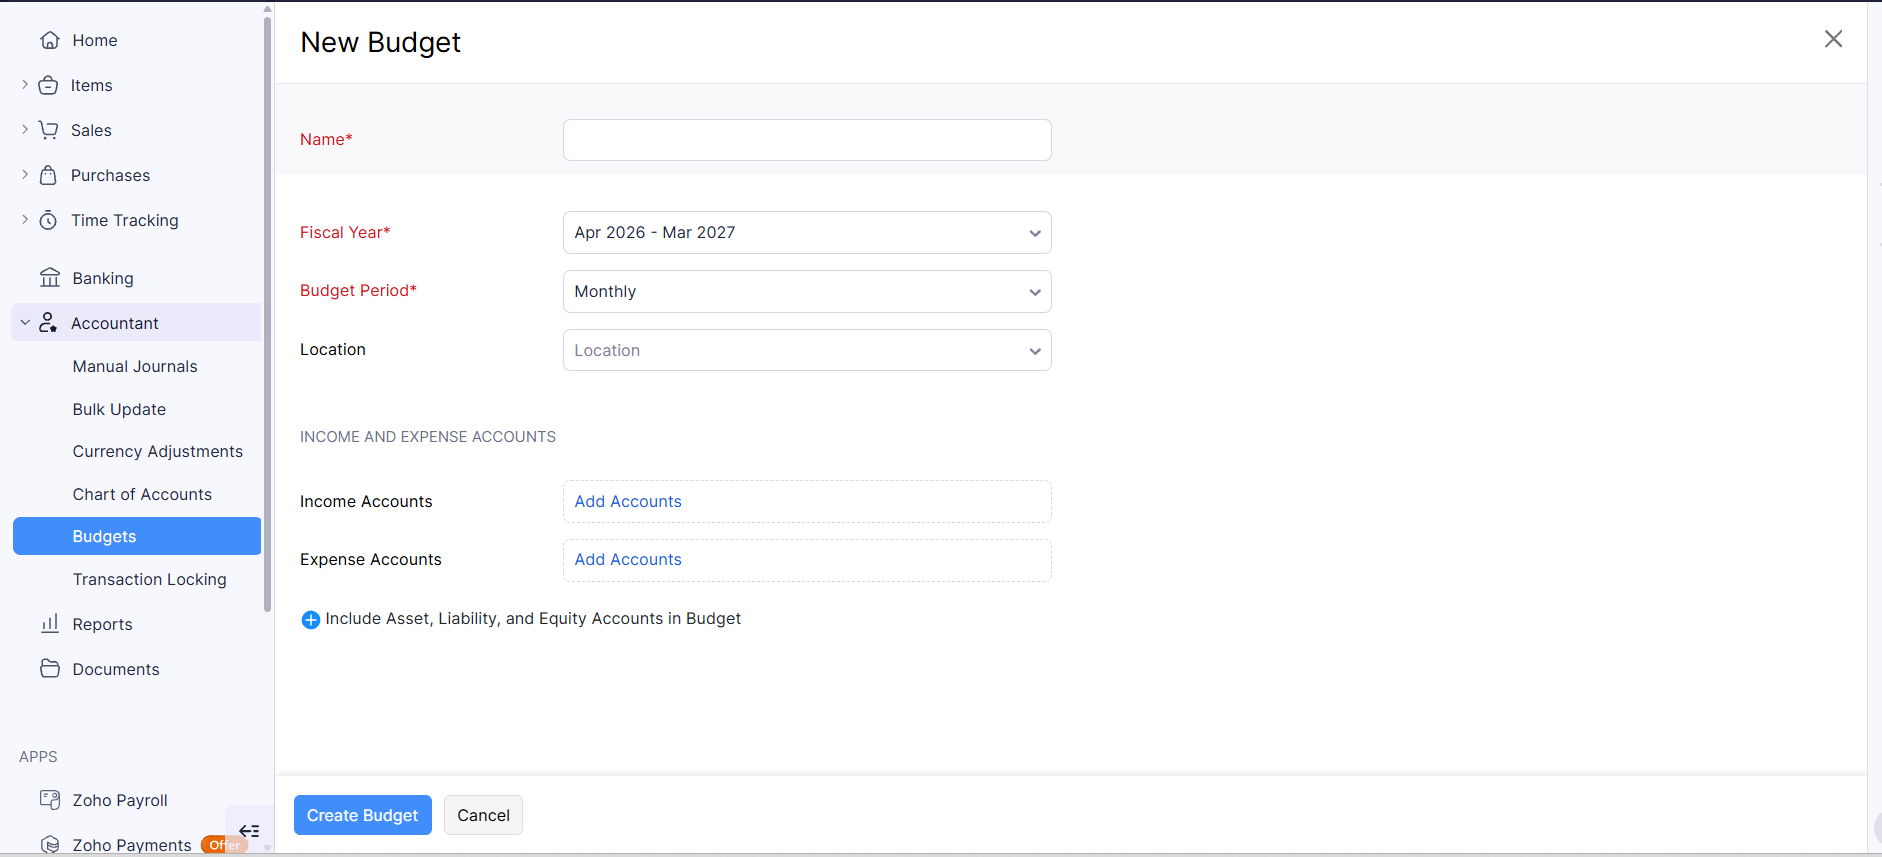 Home
Items
Sales
Purchases
Time Tracking
Banking
Accountant
Manual Journals
Bulk Update
Currency Adjustments
Chart of Accounts
Budgets
Transaction Locking
Reports
Documents
APPS
Zoho Payroll
Zoho Payments Offer
New Budget
Name*
Fiscal Year* Apr 2026 - Mar 2027
Budget Period* Monthly
Location Location
INCOME AND EXPENSE ACCOUNTS
Income Accounts Add Accounts
Expense Accounts Add Accounts
Include Asset, Liability, and Equity Accounts in Budget
Create Budget Cancel